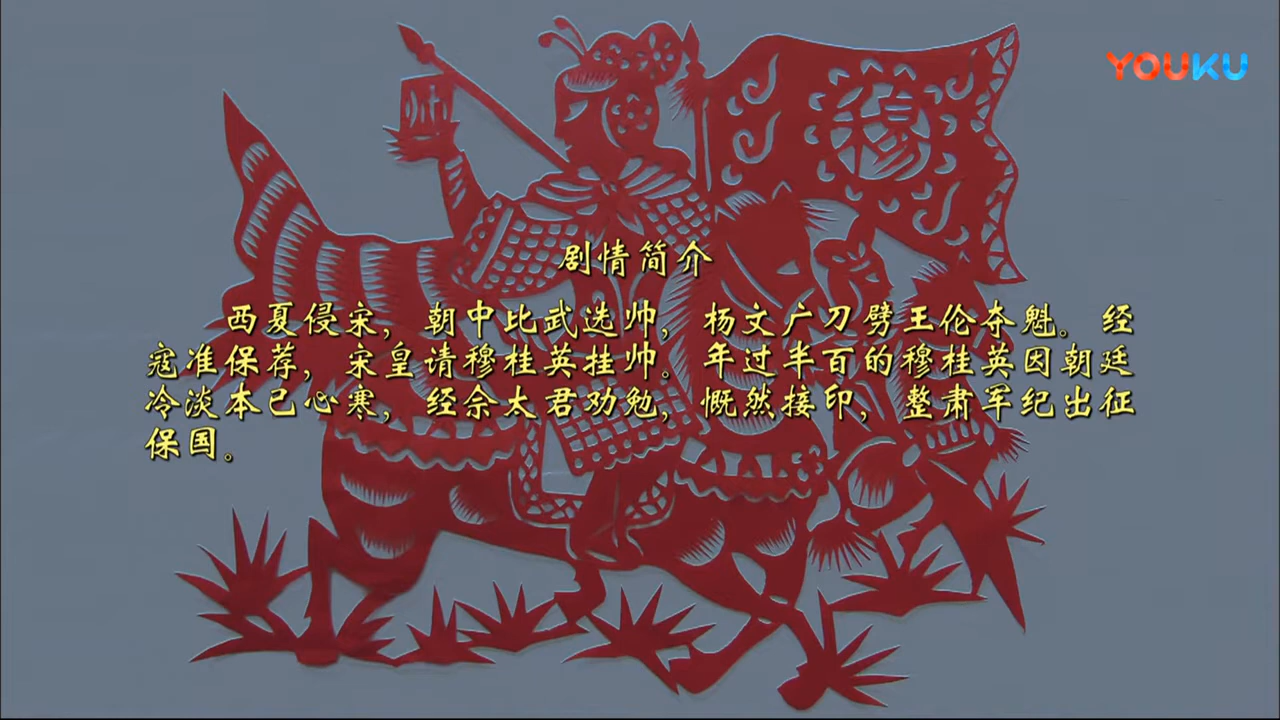 YOUKU
帅
穆
剧情简介
西夏侵宋，朝中比武选帅，杨文广刀劈王伦夺魁。经
寇准保荐，宋皇请穆桂英挂帅。年过半百的穆桂英因朝廷
冷淡本已心寒，经佘太君劝勉，慨然接印，整肃军纪出征
保国。